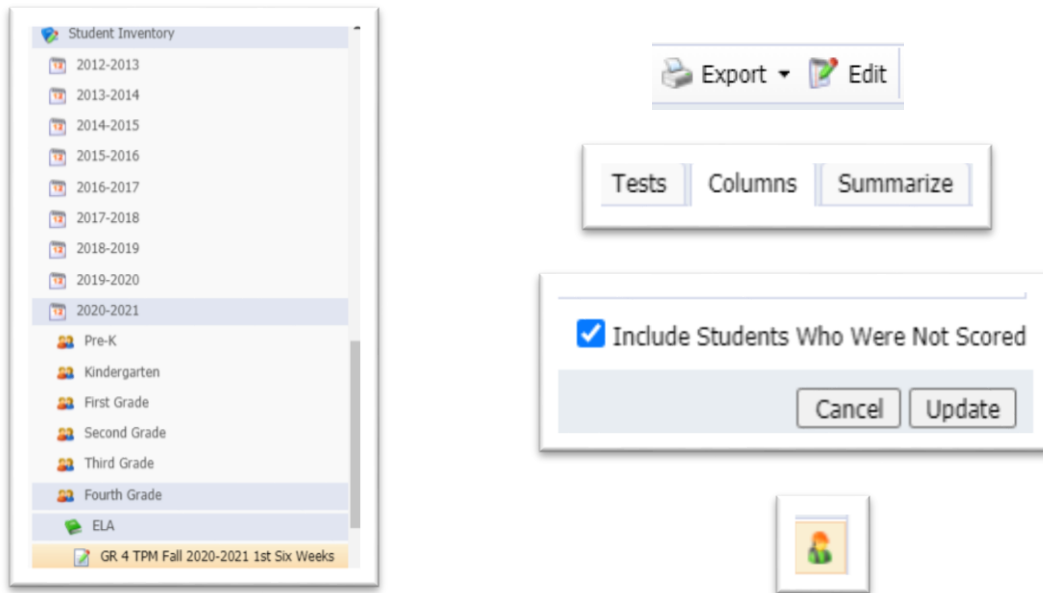 Student Inventory
2012-2013
2013-2014
2014-2015
2015-2016
2016-2017
2017-2018
2018-2019
2019-2020
2020-2021
Pre-K
Kindergarten
First Grade
Second Grade
Third Grade
Fourth Grade
ELA
GR 4 TPM Fall 2020-2021 1st Six Weeks
Export Edit
Tests Columns Summarize
Include Students Who Were Not Scored
Cancel Update